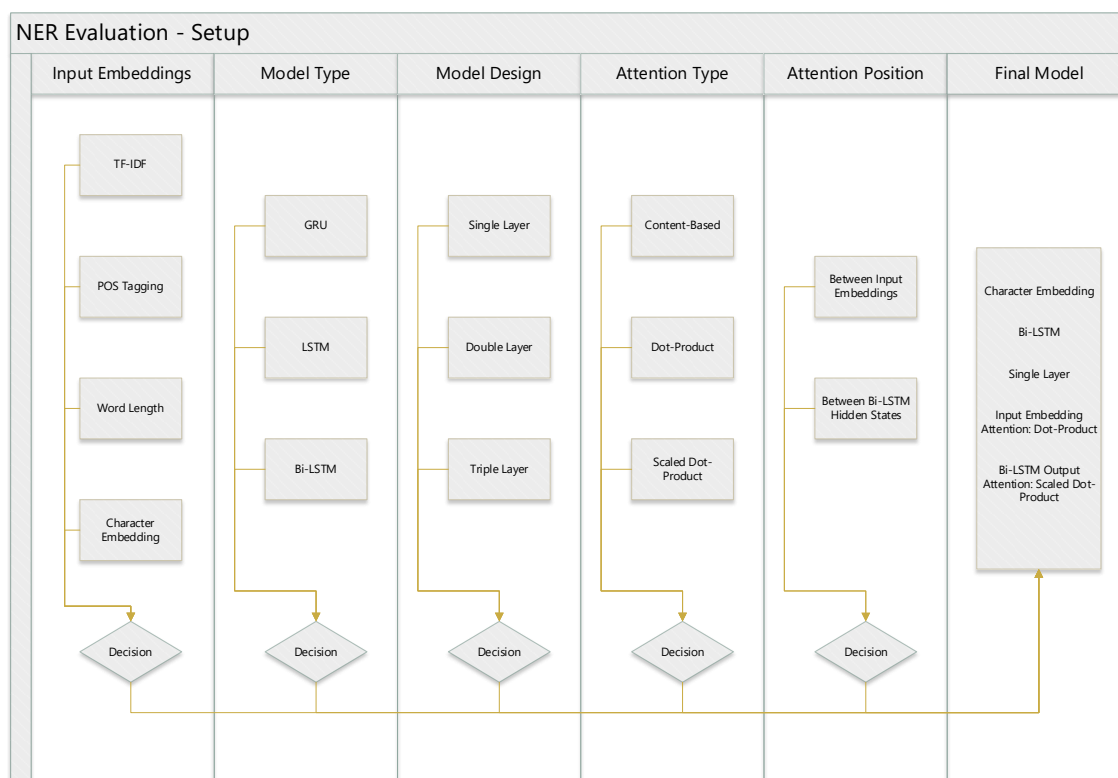 NER Evaluation - Setup
Input Embeddings
Model Type
Model Design
Attention Type
Attention Position
Final Model
TF-IDF
POS Tagging
Word Length
Character
Embedding
Decision
GRU
LSTM
Bi-LSTM
Decision
Single Layer
Double Layer
Triple Layer
Decision
Content-Based
Dot-Product
Scaled Dot-
Product
Decision
Between Input
Embeddings
Between Bi-LSTM
Hidden States
Decision
Character Embedding
Bi-LSTM
Single Layer
Input Embedding
Attention: Dot-Product
Bi-LSTM Output
Attention: Scaled Dot-
Product